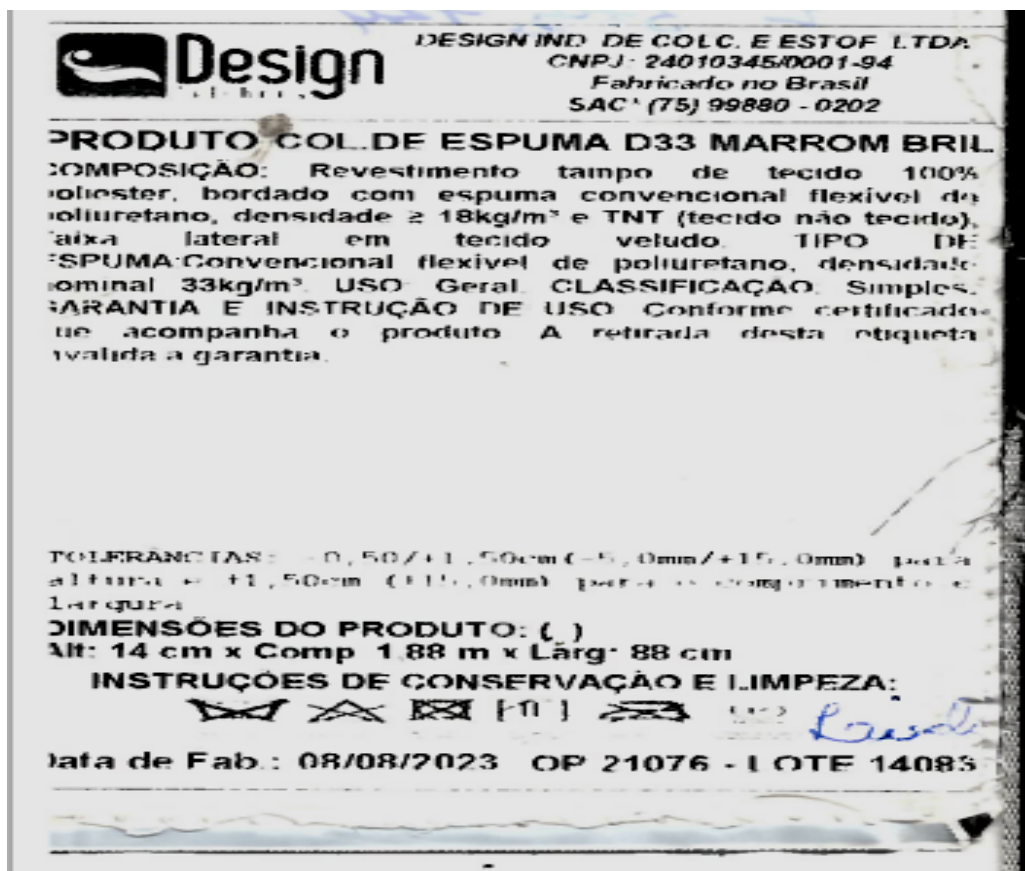 Design
DESIGN IND. DE COLC. E ESTOF. LTDA
CNPJ: 24010345/0001-94
Fabricado no Brasil
SAC: (75) 99880 - 0202
PRODUTO COL.DE ESPUMA D33 MARROM BRIL
COMPOSIÇÃO: Revestimento tampo de tecido 100%
poliester, bordado com espuma convencional flexivel de
poliuretano, densidade ≥ 18kg/m³ e TNT (tecido não tecido),
faixa lateral em tecido veludo. TIPO DE
ESPUMA:Convencional flexivel de poliuretano, densidade
nominal 33kg/m³. USO: Geral. CLASSIFICAÇÃO: Simples.
GARANTIA E INSTRUÇÃO DE USO: Conforme certificado
que acompanha o produto. A retirada desta etiqueta
invalida a garantia.
TOLERÂNCIAS: -0,50/+1,50cm(-5,0mm/+15,0mm) para
altura e ±1,50cm (±15,0mm) para o comprimento e
largura
DIMENSÕES DO PRODUTO: ( )
Alt: 14 cm x Comp 1.88 m x Larg: 88 cm
INSTRUÇÕES DE CONSERVAÇÃO E LIMPEZA:
Data de Fab.: 08/08/2023 OP 21076 - LOTE 14083